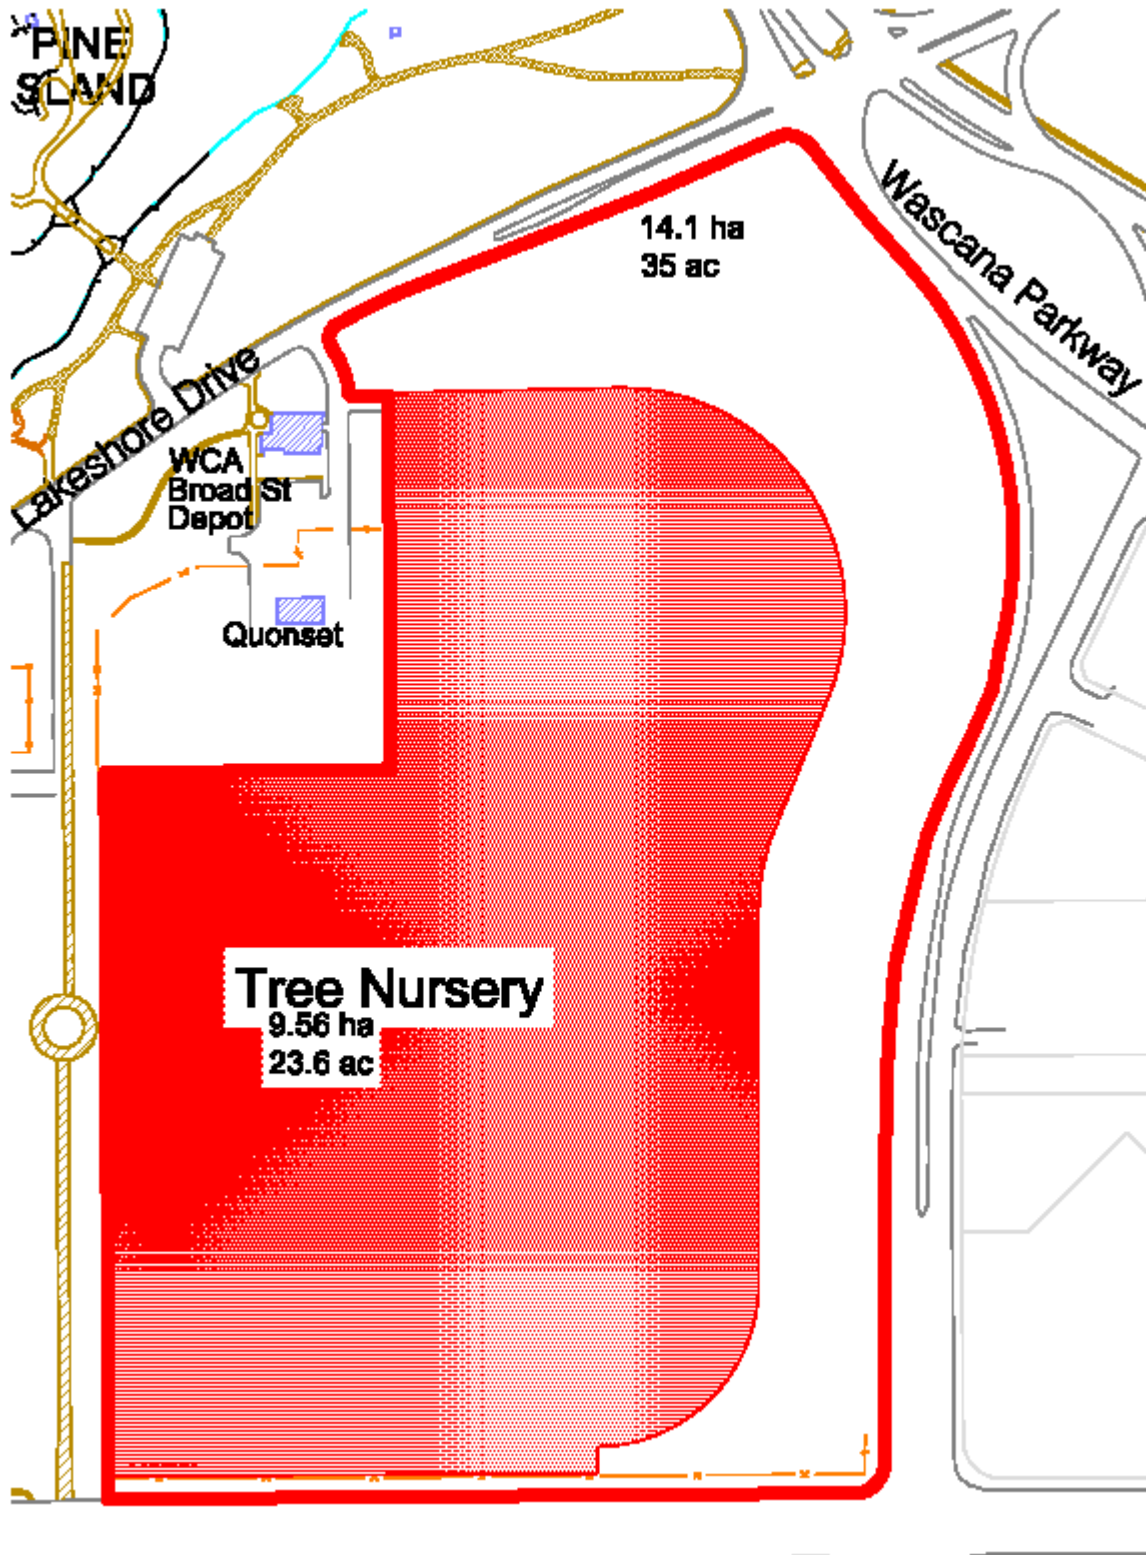 PINE
ISLAND
14.1 ha
35 ac
Wascana Parkway
Lakeshore Drive
WCA
Broad St
Depot
Quonset
Tree Nursery
9.56 ha
23.6 ac